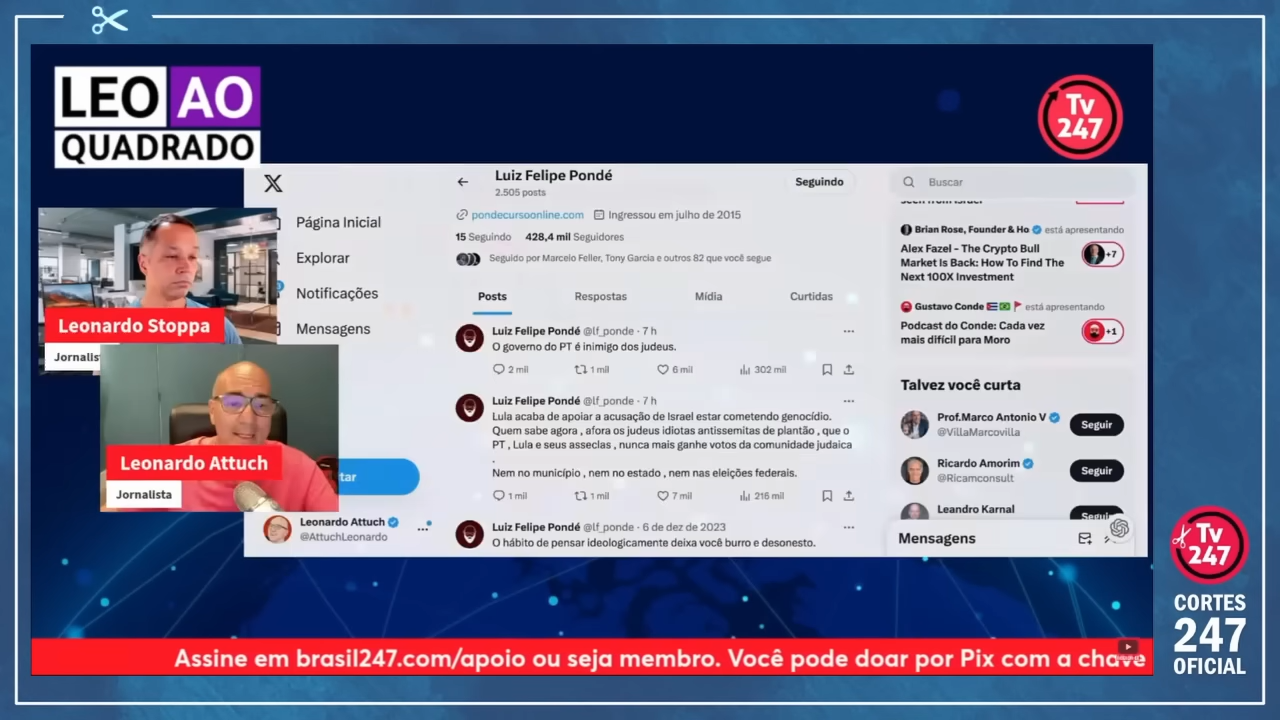 LEO AO
QUADRADO
Tv
247
Luiz Felipe Pondé
2.505 posts
Seguindo
Buscar
pondecursoonline.com Ingressou em julho de 2015
15 Seguindo 428,4 mil Seguidores
Seguido por Marcelo Feller, Tony Garcia e outros 82 que você segue
Página Inicial
Explorar
Notificações
Mensagens
Posts Respostas Mídia Curtidas
Luiz Felipe Pondé @lf_ponde · 7 h
O governo do PT é inimigo dos judeus.
2 mil 1 mil 6 mil 302 mil
Luiz Felipe Pondé @lf_ponde · 7 h
Lula acaba de apoiar a acusação de Israel estar cometendo genocídio.
Quem sabe agora , afora os judeus idiotas antissemitas de plantão , que o
PT , Lula e seus asseclas , nunca mais ganhe votos da comunidade judaica
.
Nem no município , nem no estado , nem nas eleições federais.
1 mil 1 mil 7 mil 216 mil
Luiz Felipe Pondé @lf_ponde · 6 de dez de 2023
O hábito de pensar ideologicamente deixa você burro e desonesto.
seen from Israel
Brian Rose, Founder & Ho está apresentando
Alex Fazel - The Crypto Bull
Market Is Back: How To Find The
Next 100X Investment
+7
Gustavo Conde está apresentando
Podcast do Conde: Cada vez
mais difícil para Moro
+1
Talvez você curta
Prof.Marco Antonio V
@VillaMarcovilla
Seguir
Ricardo Amorim
@Ricamconsult
Seguir
Leandro Karnal
Seguir
Mensagens
Leonardo Stoppa
Jornalis
Leonardo Attuch
Jornalista
tar
Leonardo Attuch
@AttuchLeonardo
Assine em brasil247.com/apoio ou seja membro. Você pode doar por Pix com a chave
Tv
247
CORTES
247
OFICIAL